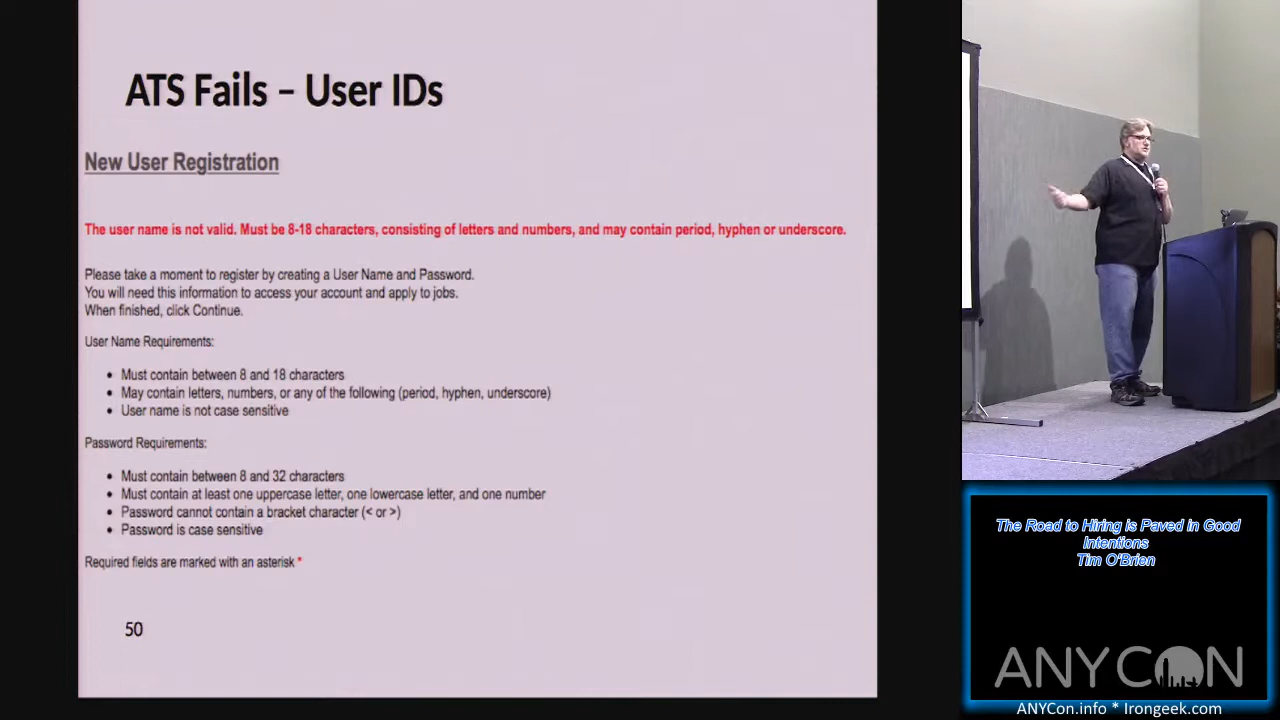 ATS Fails – User IDs
New User Registration
The user name is not valid. Must be 8-18 characters, consisting of letters and numbers, and may contain period, hyphen or underscore.
Please take a moment to register by creating a User Name and Password.
You will need this information to access your account and apply to jobs.
When finished, click Continue.
User Name Requirements:
• Must contain between 8 and 18 characters
• May contain letters, numbers, or any of the following (period, hyphen, underscore)
• User name is not case sensitive
Password Requirements:
• Must contain between 8 and 32 characters
• Must contain at least one uppercase letter, one lowercase letter, and one number
• Password cannot contain a bracket character (< or >)
• Password is case sensitive
Required fields are marked with an asterisk *
50
The Road to Hiring is Paved in Good
Intentions
Tim O'Brien
ANYCON
ANYCon.info * Irongeek.com